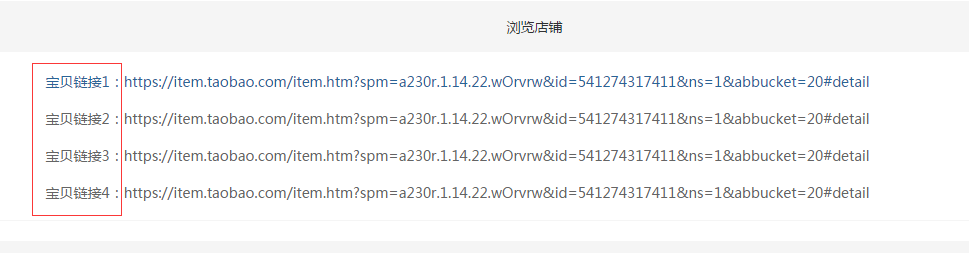 浏览店铺
宝贝链接1：https://item.taobao.com/item.htm?spm=a230r.1.14.22.wOrvrw&id=541274317411&ns=1&abbucket=20#detail
宝贝链接2：https://item.taobao.com/item.htm?spm=a230r.1.14.22.wOrvrw&id=541274317411&ns=1&abbucket=20#detail
宝贝链接3：https://item.taobao.com/item.htm?spm=a230r.1.14.22.wOrvrw&id=541274317411&ns=1&abbucket=20#detail
宝贝链接4：https://item.taobao.com/item.htm?spm=a230r.1.14.22.wOrvrw&id=541274317411&ns=1&abbucket=20#detail